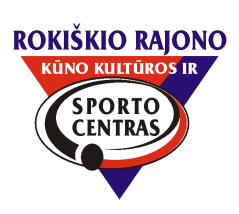 ROKIŠKIO RAJONO
KŪNO KULTŪROS IR
SPORTO
CENTRAS